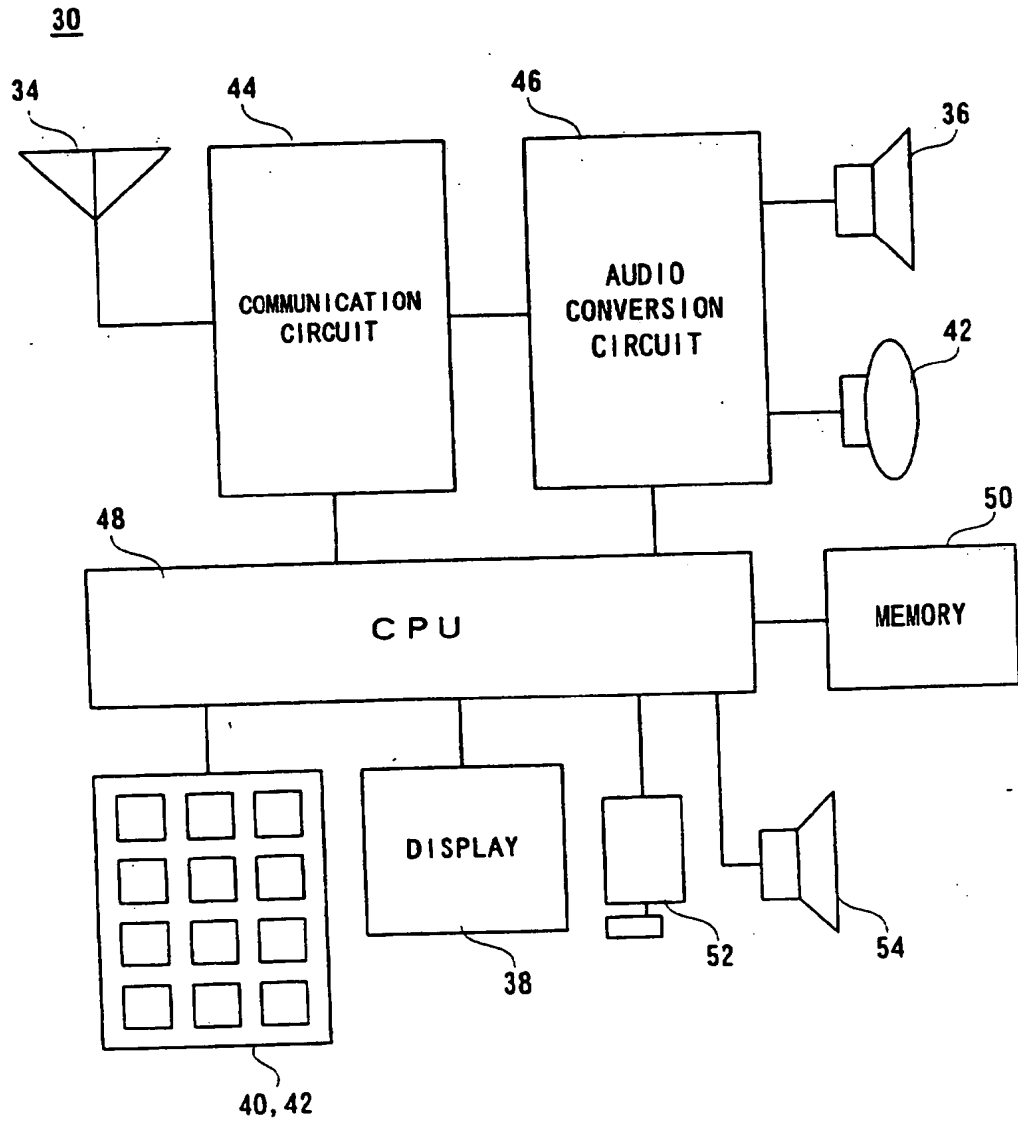 30
34
44
46
36
COMMUNICATION
CIRCUIT
AUDIO
CONVERSION
CIRCUIT
42
48
50
CPU
MEMORY
DISPLAY
52
54
38
40, 42